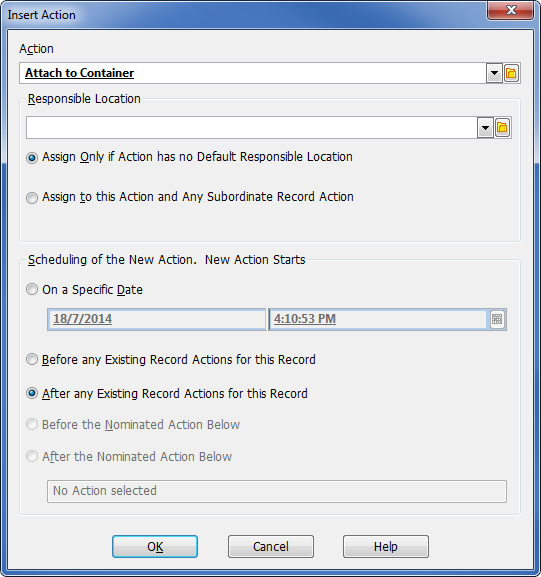 Insert Action
Action
Attach to Container
Responsible Location
Assign Only if Action has no Default Responsible Location
Assign to this Action and Any Subordinate Record Action
Scheduling of the New Action.  New Action Starts
On a Specific Date
18/7/2014 4:10:53 PM
Before any Existing Record Actions for this Record
After any Existing Record Actions for this Record
Before the Nominated Action Below
After the Nominated Action Below
No Action selected
OK Cancel Help